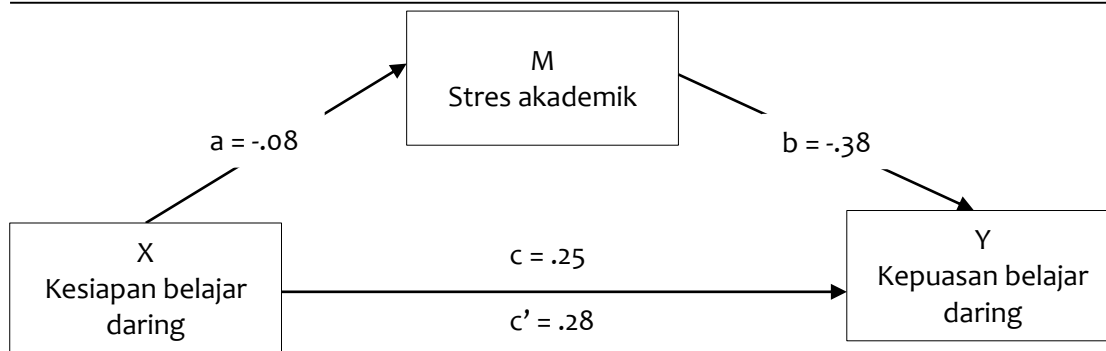 M
Stres akademik
a = -.08
b = -.38
X
Kesiapan belajar
daring
c = .25
c’ = .28
Y
Kepuasan belajar
daring